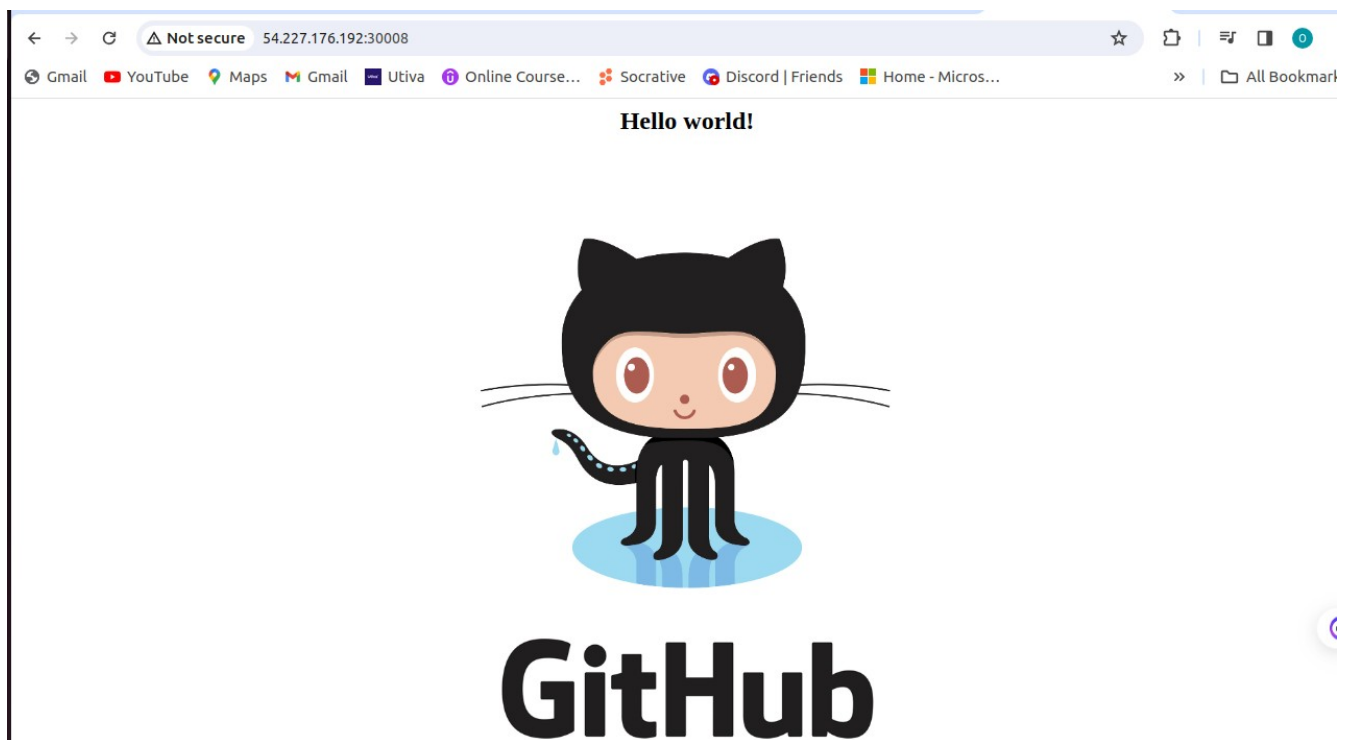 Not secure 54.227.176.192:30008
Gmail YouTube Maps Gmail Utiva Online Course... Socrative Discord | Friends Home - Micros... » All Bookmark
Hello world!
GitHub